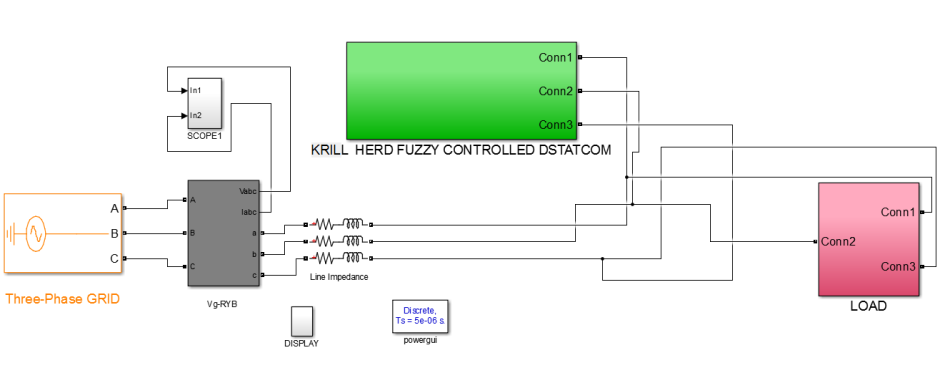 Conn1
Conn2
Conn3
In1
In2
SCOPE1
KRILL HERD FUZZY CONTROLLED DSTATCOM
A
B
C
Three-Phase GRID
A
B
C
Vabc
Iabc
a
b
c
Vg-RYB
Line Impedance
Conn1
Conn2
Conn3
LOAD
DISPLAY
Discrete,
Ts = 5e-06 s.
powergui